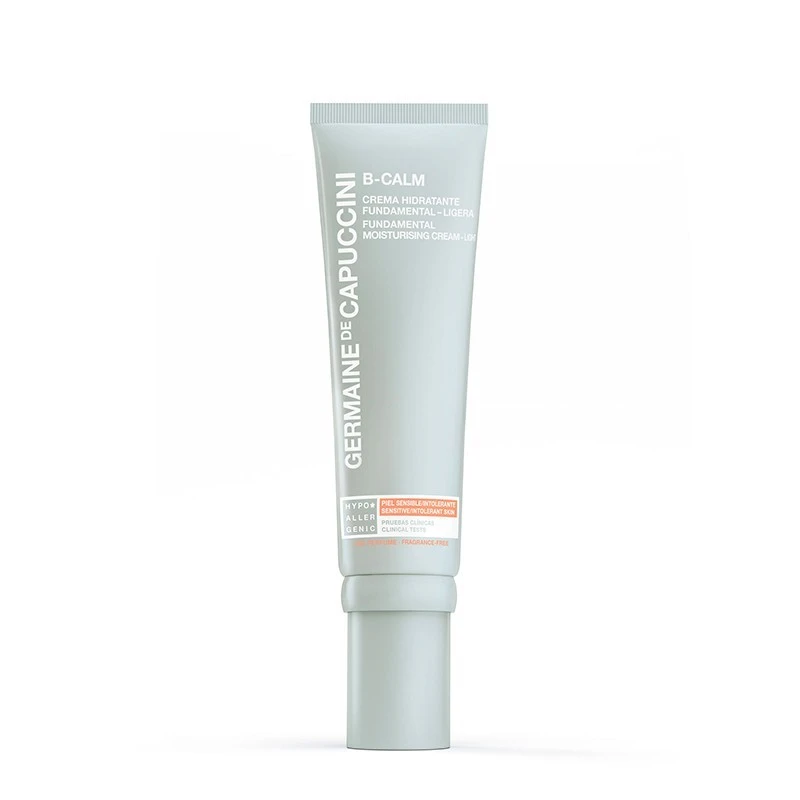 B-CALM
CREMA HIDRATANTE
FUNDAMENTAL - LIGERA
FUNDAMENTAL
MOISTURISING CREAM - LIGHT
GERMAINE DE CAPUCCINI
HYPO★
ALLER
GENIC
PIEL SENSIBLE/INTOLERANTE
SENSITIVE/INTOLERANT SKIN
PRUEBAS CLÍNICAS
CLINICAL TESTS
FRAGRANCE-FREE